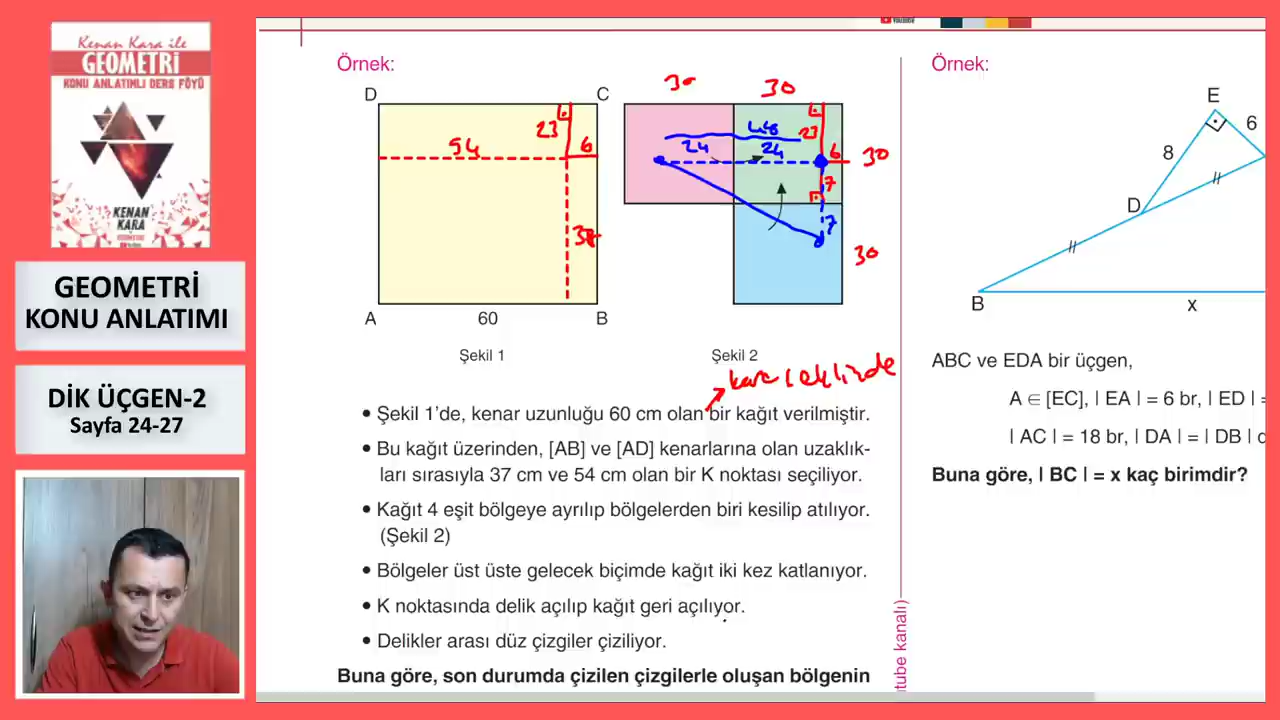 Kenan Kara ile
GEOMETRİ
KONU ANLATIMLI DERS FÖYÜ
KENAN
KARA
GEOMETRİ
KONU ANLATIMI
DİK ÜÇGEN-2
Sayfa 24-27
Örnek:
D
C
23
54
6
37
A
60
B
Şekil 1
30
30
48
23
24
24
6
30
7
7
30
Şekil 2
kare şeklinde
• Şekil 1'de, kenar uzunluğu 60 cm olan bir kağıt verilmiştir.
• Bu kağıt üzerinden, [AB] ve [AD] kenarlarına olan uzaklık-
ları sırasıyla 37 cm ve 54 cm olan bir K noktası seçiliyor.
• Kağıt 4 eşit bölgeye ayrılıp bölgelerden biri kesilip atılıyor.
(Şekil 2)
• Bölgeler üst üste gelecek biçimde kağıt iki kez katlanıyor.
• K noktasında delik açılıp kağıt geri açılıyor.
• Delikler arası düz çizgiler çiziliyor.
Buna göre, son durumda çizilen çizgilerle oluşan bölgenin
tube kanalı)
Örnek:
E
6
8
D
B
x
ABC ve EDA bir üçgen,
A ∈ [EC], | EA | = 6 br, | ED | =
| AC | = 18 br, | DA | = | DB | d
Buna göre, | BC | = x kaç birimdir?